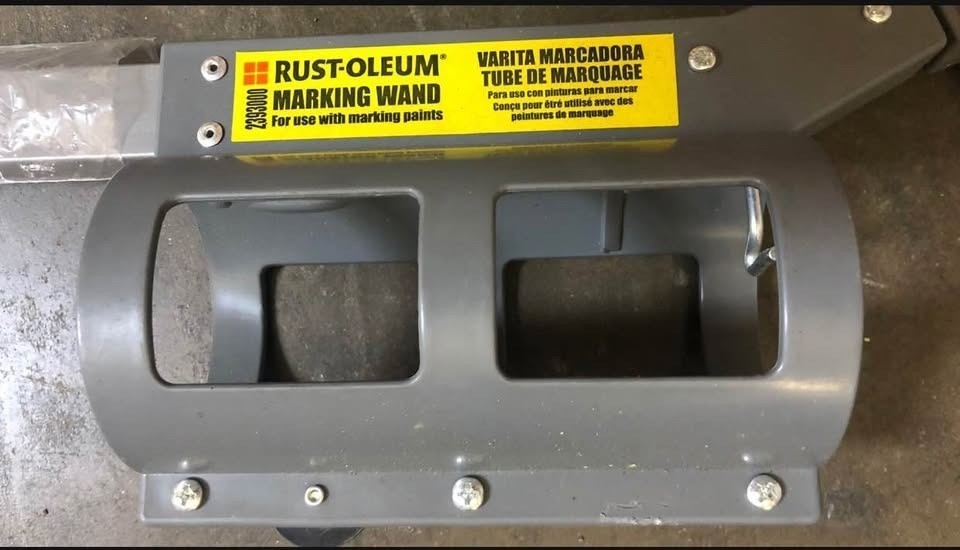 RUST-OLEUM®
MARKING WAND
For use with marking paints
2393000
VARITA MARCADORA
TUBE DE MARQUAGE
Para uso con pinturas para marcar
Conçu pour été utilisé avec des
peintures de marquage